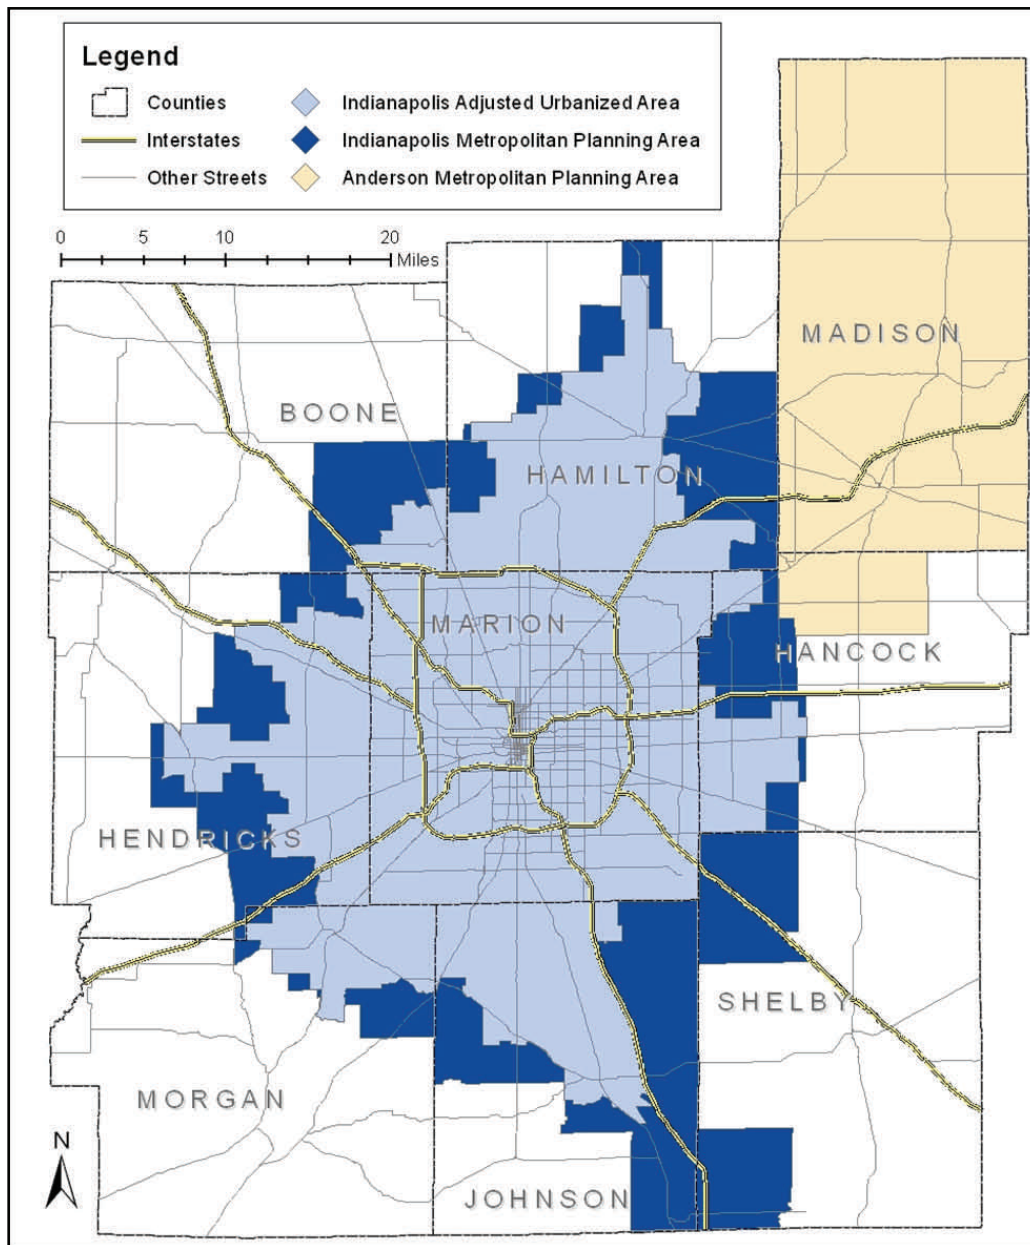 Legend
Counties
Indianapolis Adjusted Urbanized Area
Interstates
Indianapolis Metropolitan Planning Area
Other Streets
Anderson Metropolitan Planning Area
0 5 10 20
Miles
MADISON
BOONE
HAMILTON
MARION
HANCOCK
HENDRICKS
SHELBY
MORGAN
N
JOHNSON